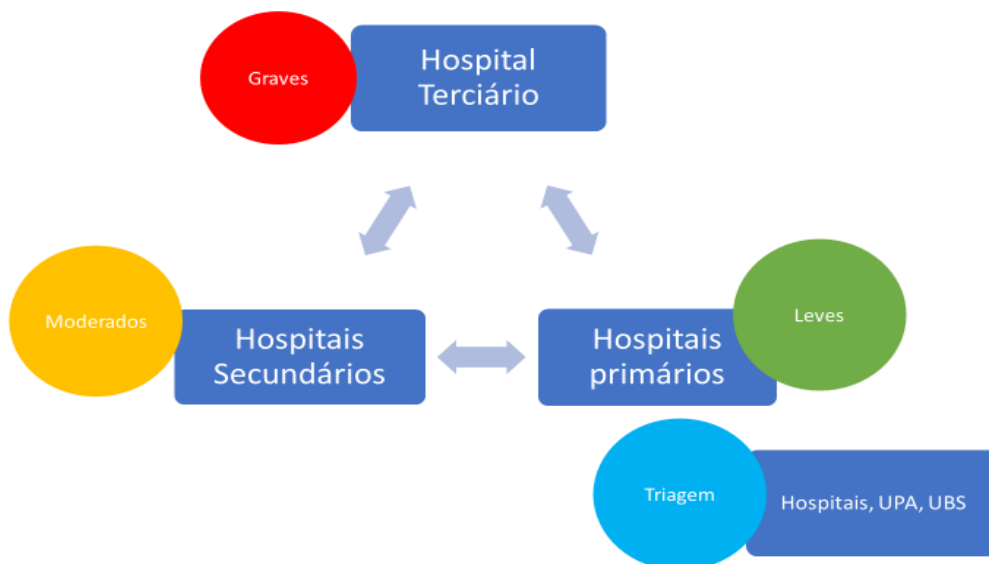 Graves
Hospital
Terciário
Moderados
Hospitais
Secundários
Hospitais
primários
Leves
Triagem
Hospitais, UPA, UBS